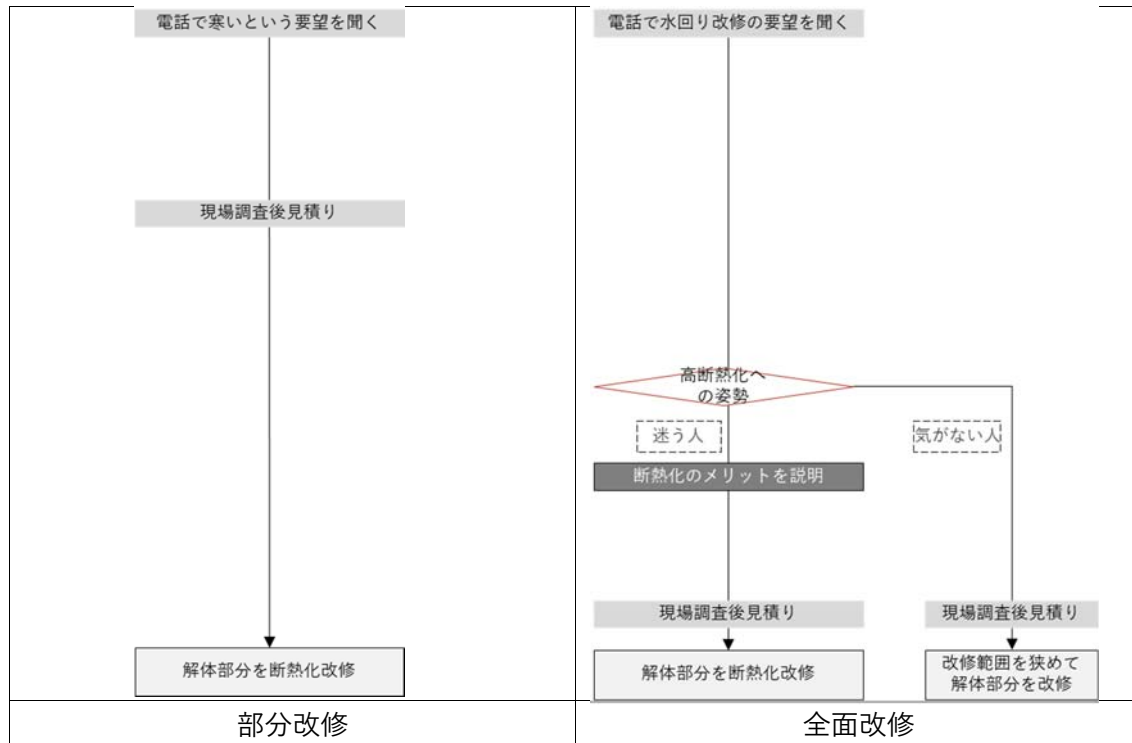 電話で寒いという要望を聞く
現場調査後見積り
解体部分を断熱化改修
部分改修
電話で水回り改修の要望を聞く
高断熱化へ
の姿勢
迷う人
気がない人
断熱化のメリットを説明
現場調査後見積り
現場調査後見積り
解体部分を断熱化改修
改修範囲を狭めて
解体部分を改修
全面改修